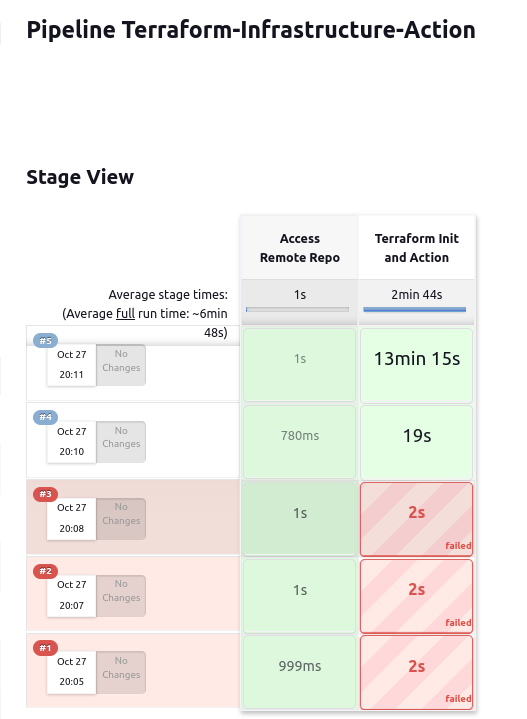 Pipeline Terraform-Infrastructure-Action
Stage View
Access
Remote Repo
Terraform Init
and Action
Average stage times:
(Average full run time: ~6min
48s)
1s
2min 44s
#5
Oct 27
20:11
No
Changes
1s
13min 15s
#4
Oct 27
20:10
No
Changes
780ms
19s
#3
Oct 27
20:08
No
Changes
1s
2s
failed
#2
Oct 27
20:07
No
Changes
1s
2s
failed
#1
Oct 27
20:05
No
Changes
999ms
2s
failed